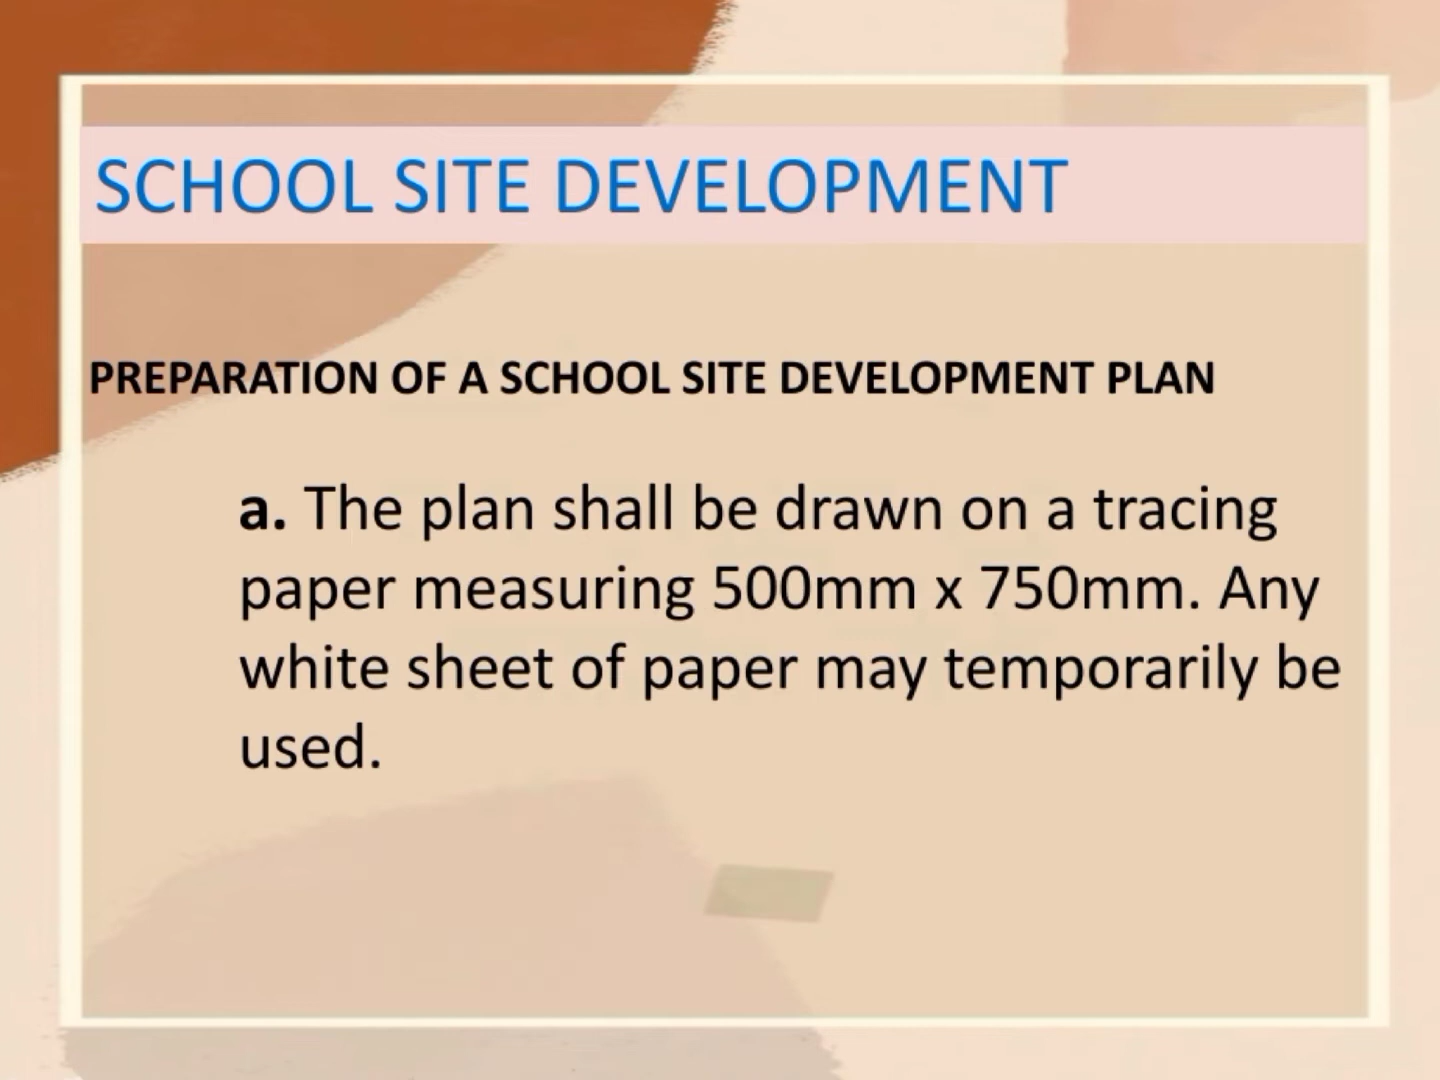 SCHOOL SITE DEVELOPMENT
PREPARATION OF A SCHOOL SITE DEVELOPMENT PLAN
a. The plan shall be drawn on a tracing
paper measuring 500mm x 750mm. Any
white sheet of paper may temporarily be
used.